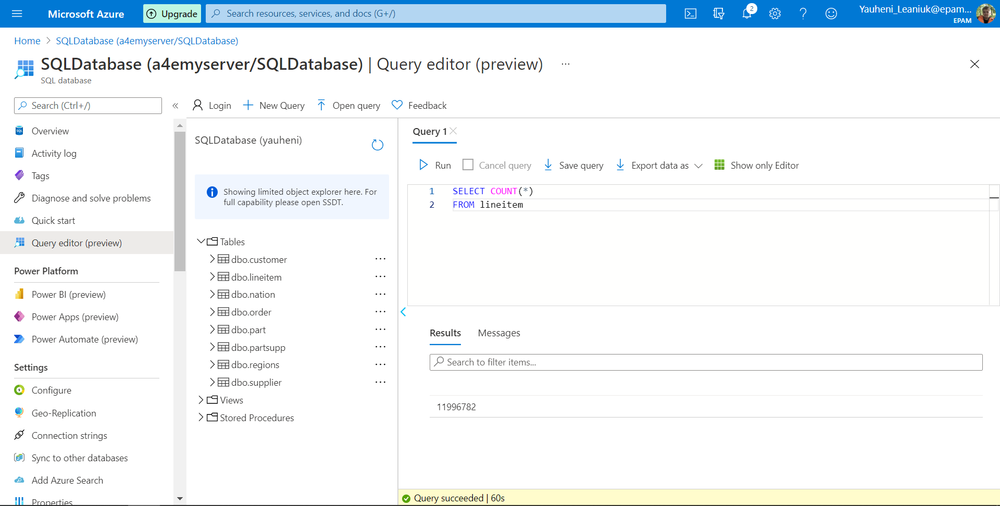 Microsoft Azure
Upgrade
Search resources, services, and docs (G+/)
2
Yauheni_Leaniuk@epam...
EPAM
Home > SQLDatabase (a4emyserver/SQLDatabase)
SQLDatabase (a4emyserver/SQLDatabase) | Query editor (preview) ...
SQL database
Search (Ctrl+/)
«
Login
New Query
Open query
Feedback
Overview
Activity log
Tags
Diagnose and solve problems
Quick start
Query editor (preview)
Power Platform
Power BI (preview)
Power Apps (preview)
Power Automate (preview)
Settings
Configure
Geo-Replication
Connection strings
Sync to other databases
Add Azure Search
Properties
SQLDatabase (yauheni)
Showing limited object explorer here. For
full capability please open SSDT.
Tables
dbo.customer ...
dbo.lineitem ...
dbo.nation ...
dbo.order ...
dbo.part ...
dbo.partsupp ...
dbo.regions ...
dbo.supplier ...
Views
Stored Procedures
Query 1
Run
Cancel query
Save query
Export data as
Show only Editor
1 SELECT COUNT(*)
2 FROM lineitem
Results
Messages
Search to filter items...
11996782
Query succeeded | 60s